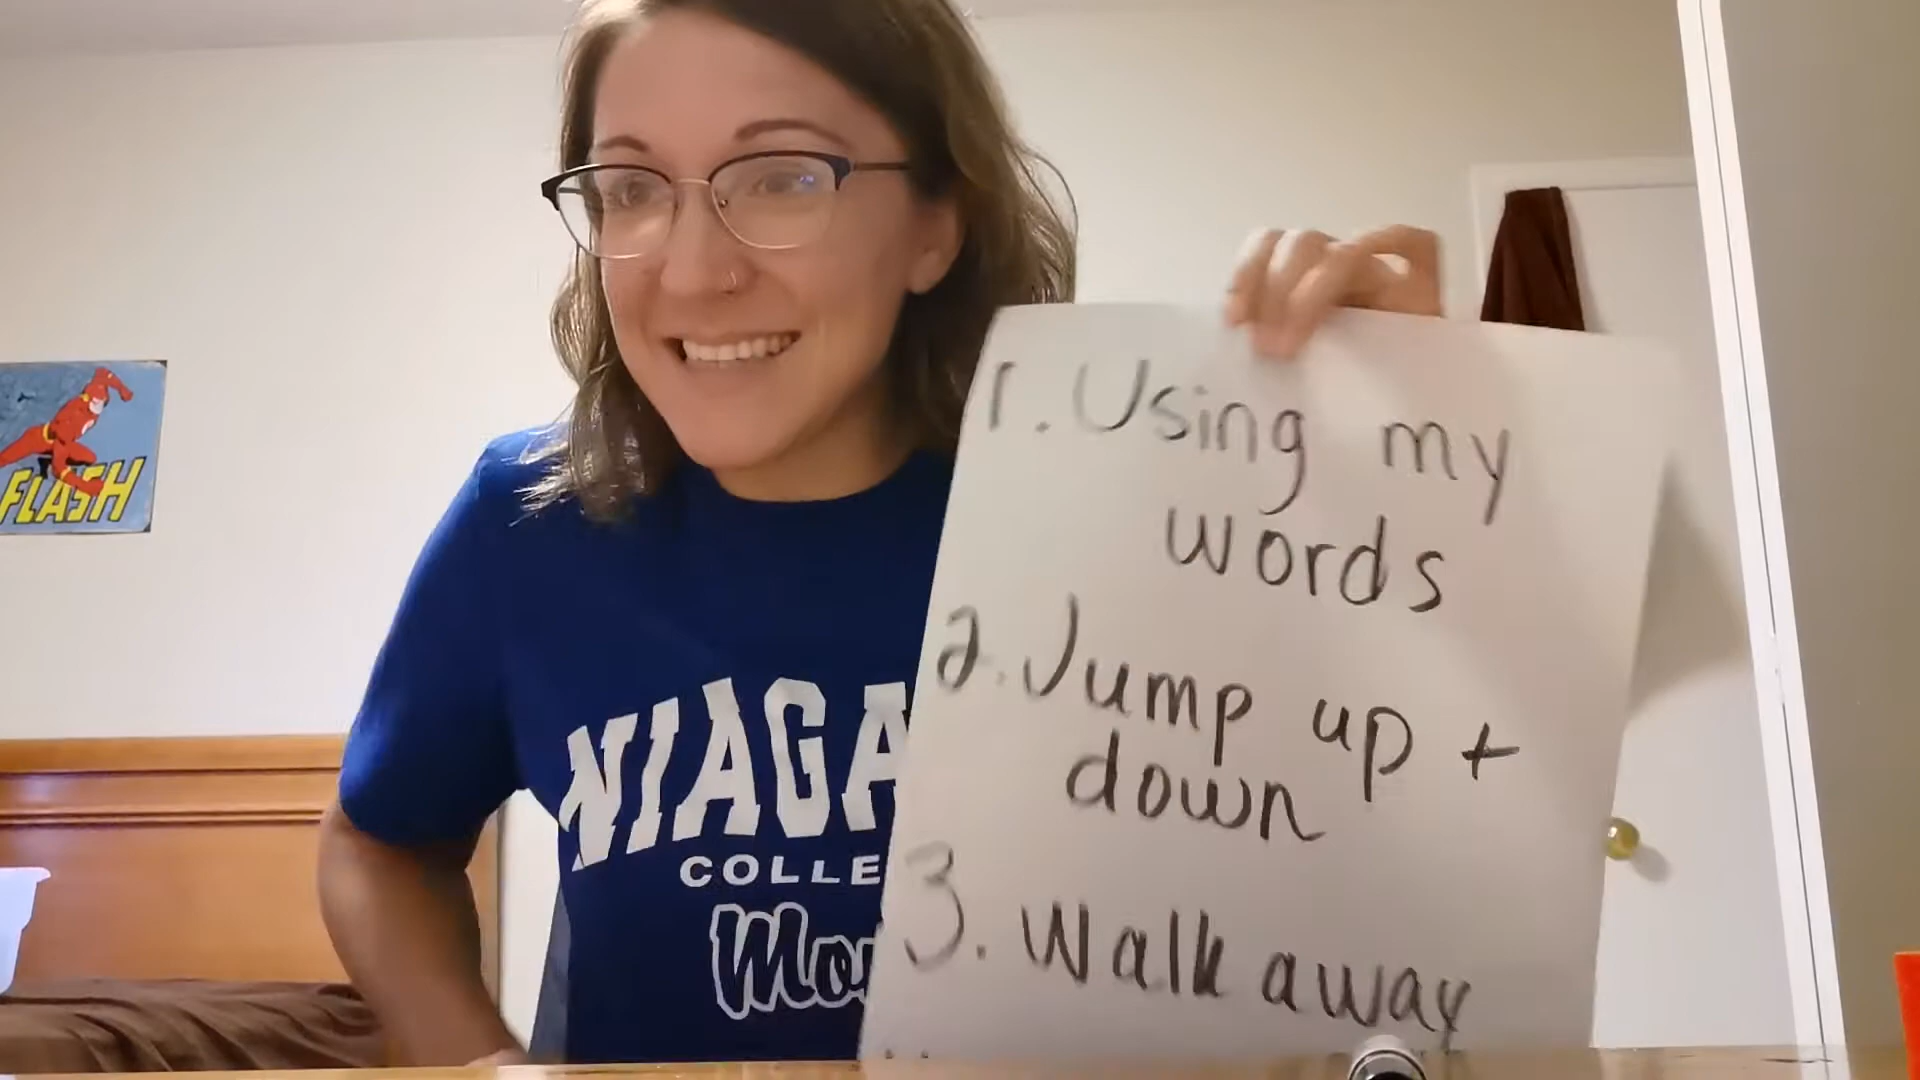 FLASH
NIAGA
COLLE
Mo
1. Using my
words
2. Jump up +
down
3. Walk away